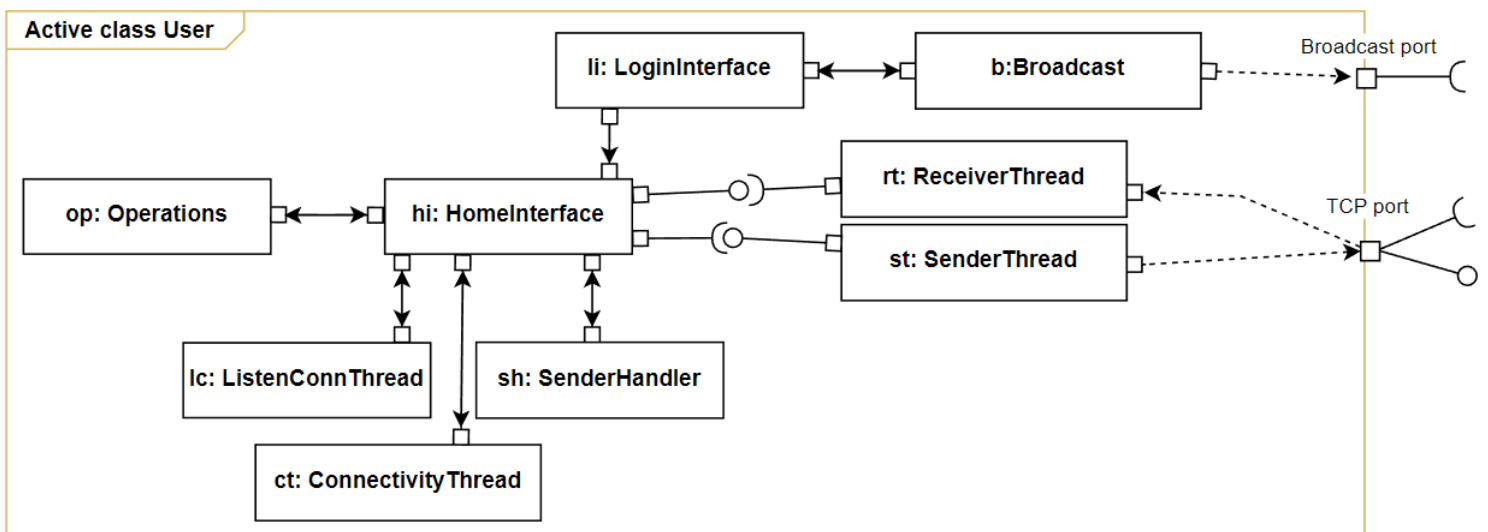 Active class User
li: LoginInterface
b:Broadcast
Broadcast port
op: Operations
hi: HomeInterface
rt: ReceiverThread
TCP port
st: SenderThread
lc: ListenConnThread
sh: SenderHandler
ct: ConnectivityThread